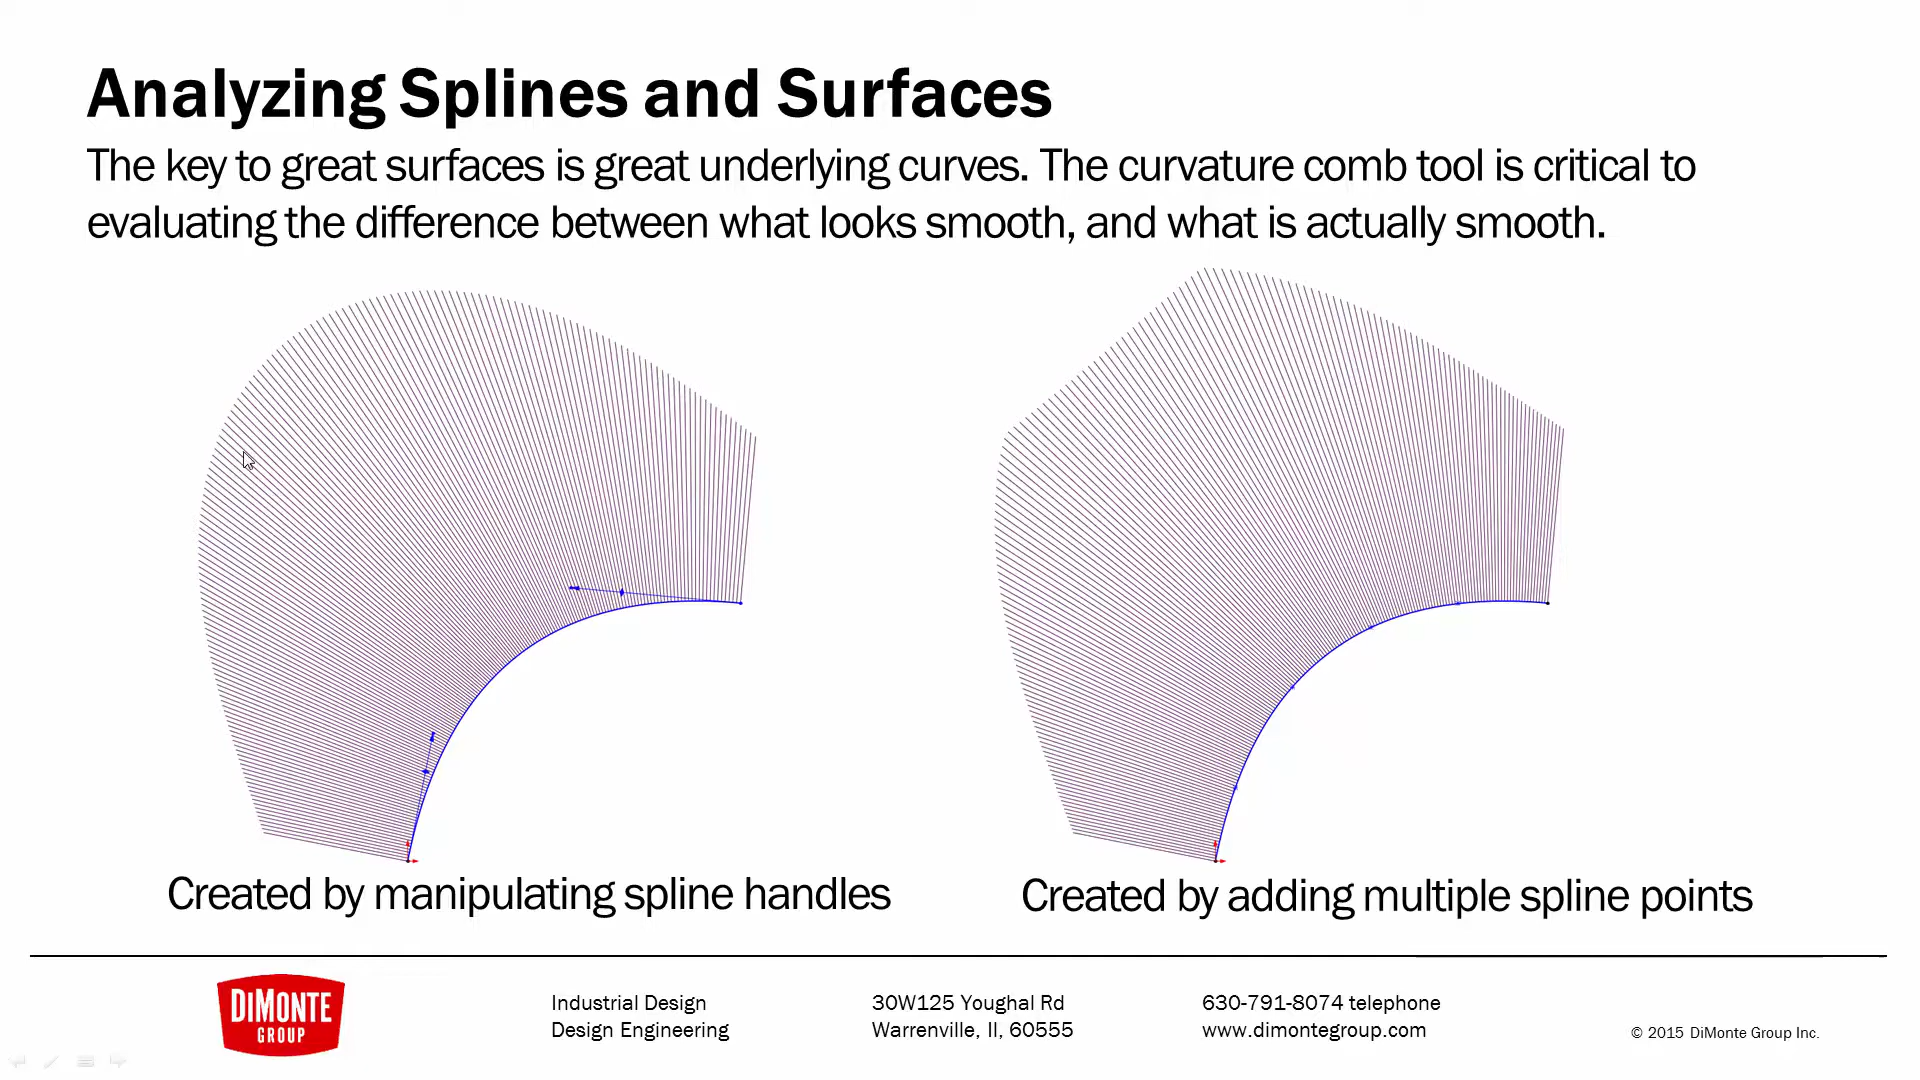 Analyzing Splines and Surfaces
The key to great surfaces is great underlying curves. The curvature comb tool is critical to
evaluating the difference between what looks smooth, and what is actually smooth.
Created by manipulating spline handles
Created by adding multiple spline points
DIMONTE
GROUP
Industrial Design
Design Engineering
30W125 Youghal Rd
Warrenville, Il, 60555
630-791-8074 telephone
www.dimontegroup.com
© 2015 DiMonte Group Inc.